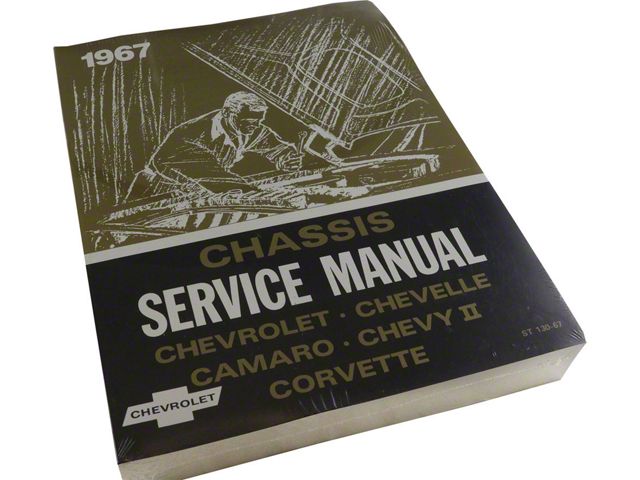 1967
CHASSIS
SERVICE MANUAL
CHEVROLET · CHEVELLE
CAMARO · CHEVY II
CORVETTE
ST 130-67
CHEVROLET